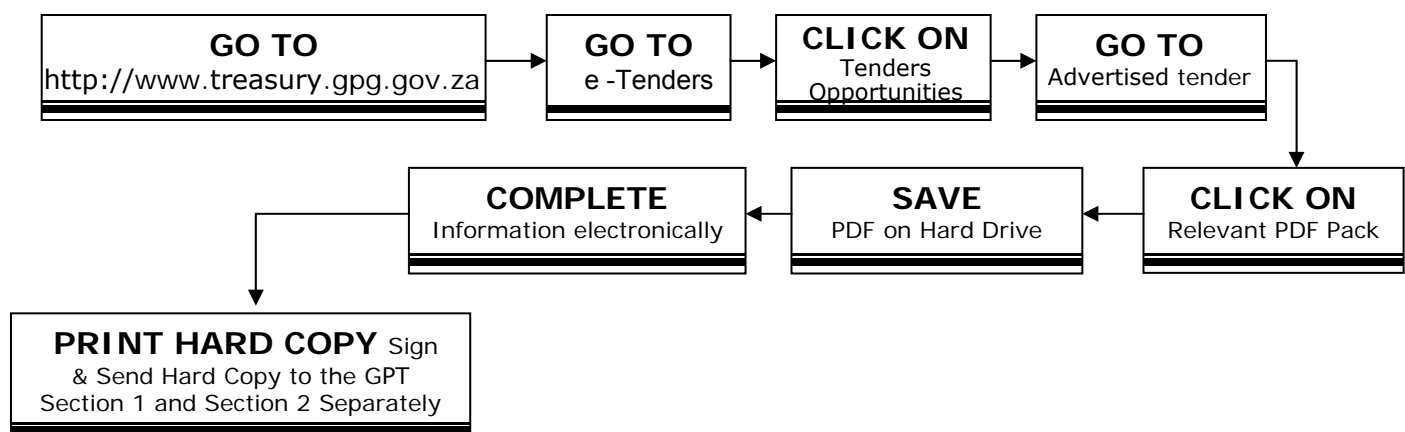 GO TO
http://www.treasury.gpg.gov.za
GO TO
e -Tenders
CLICK ON
Tenders
Opportunities
GO TO
Advertised tender
CLICK ON
Relevant PDF Pack
SAVE
PDF on Hard Drive
COMPLETE
Information electronically
PRINT HARD COPY Sign
& Send Hard Copy to the GPT
Section 1 and Section 2 Separately